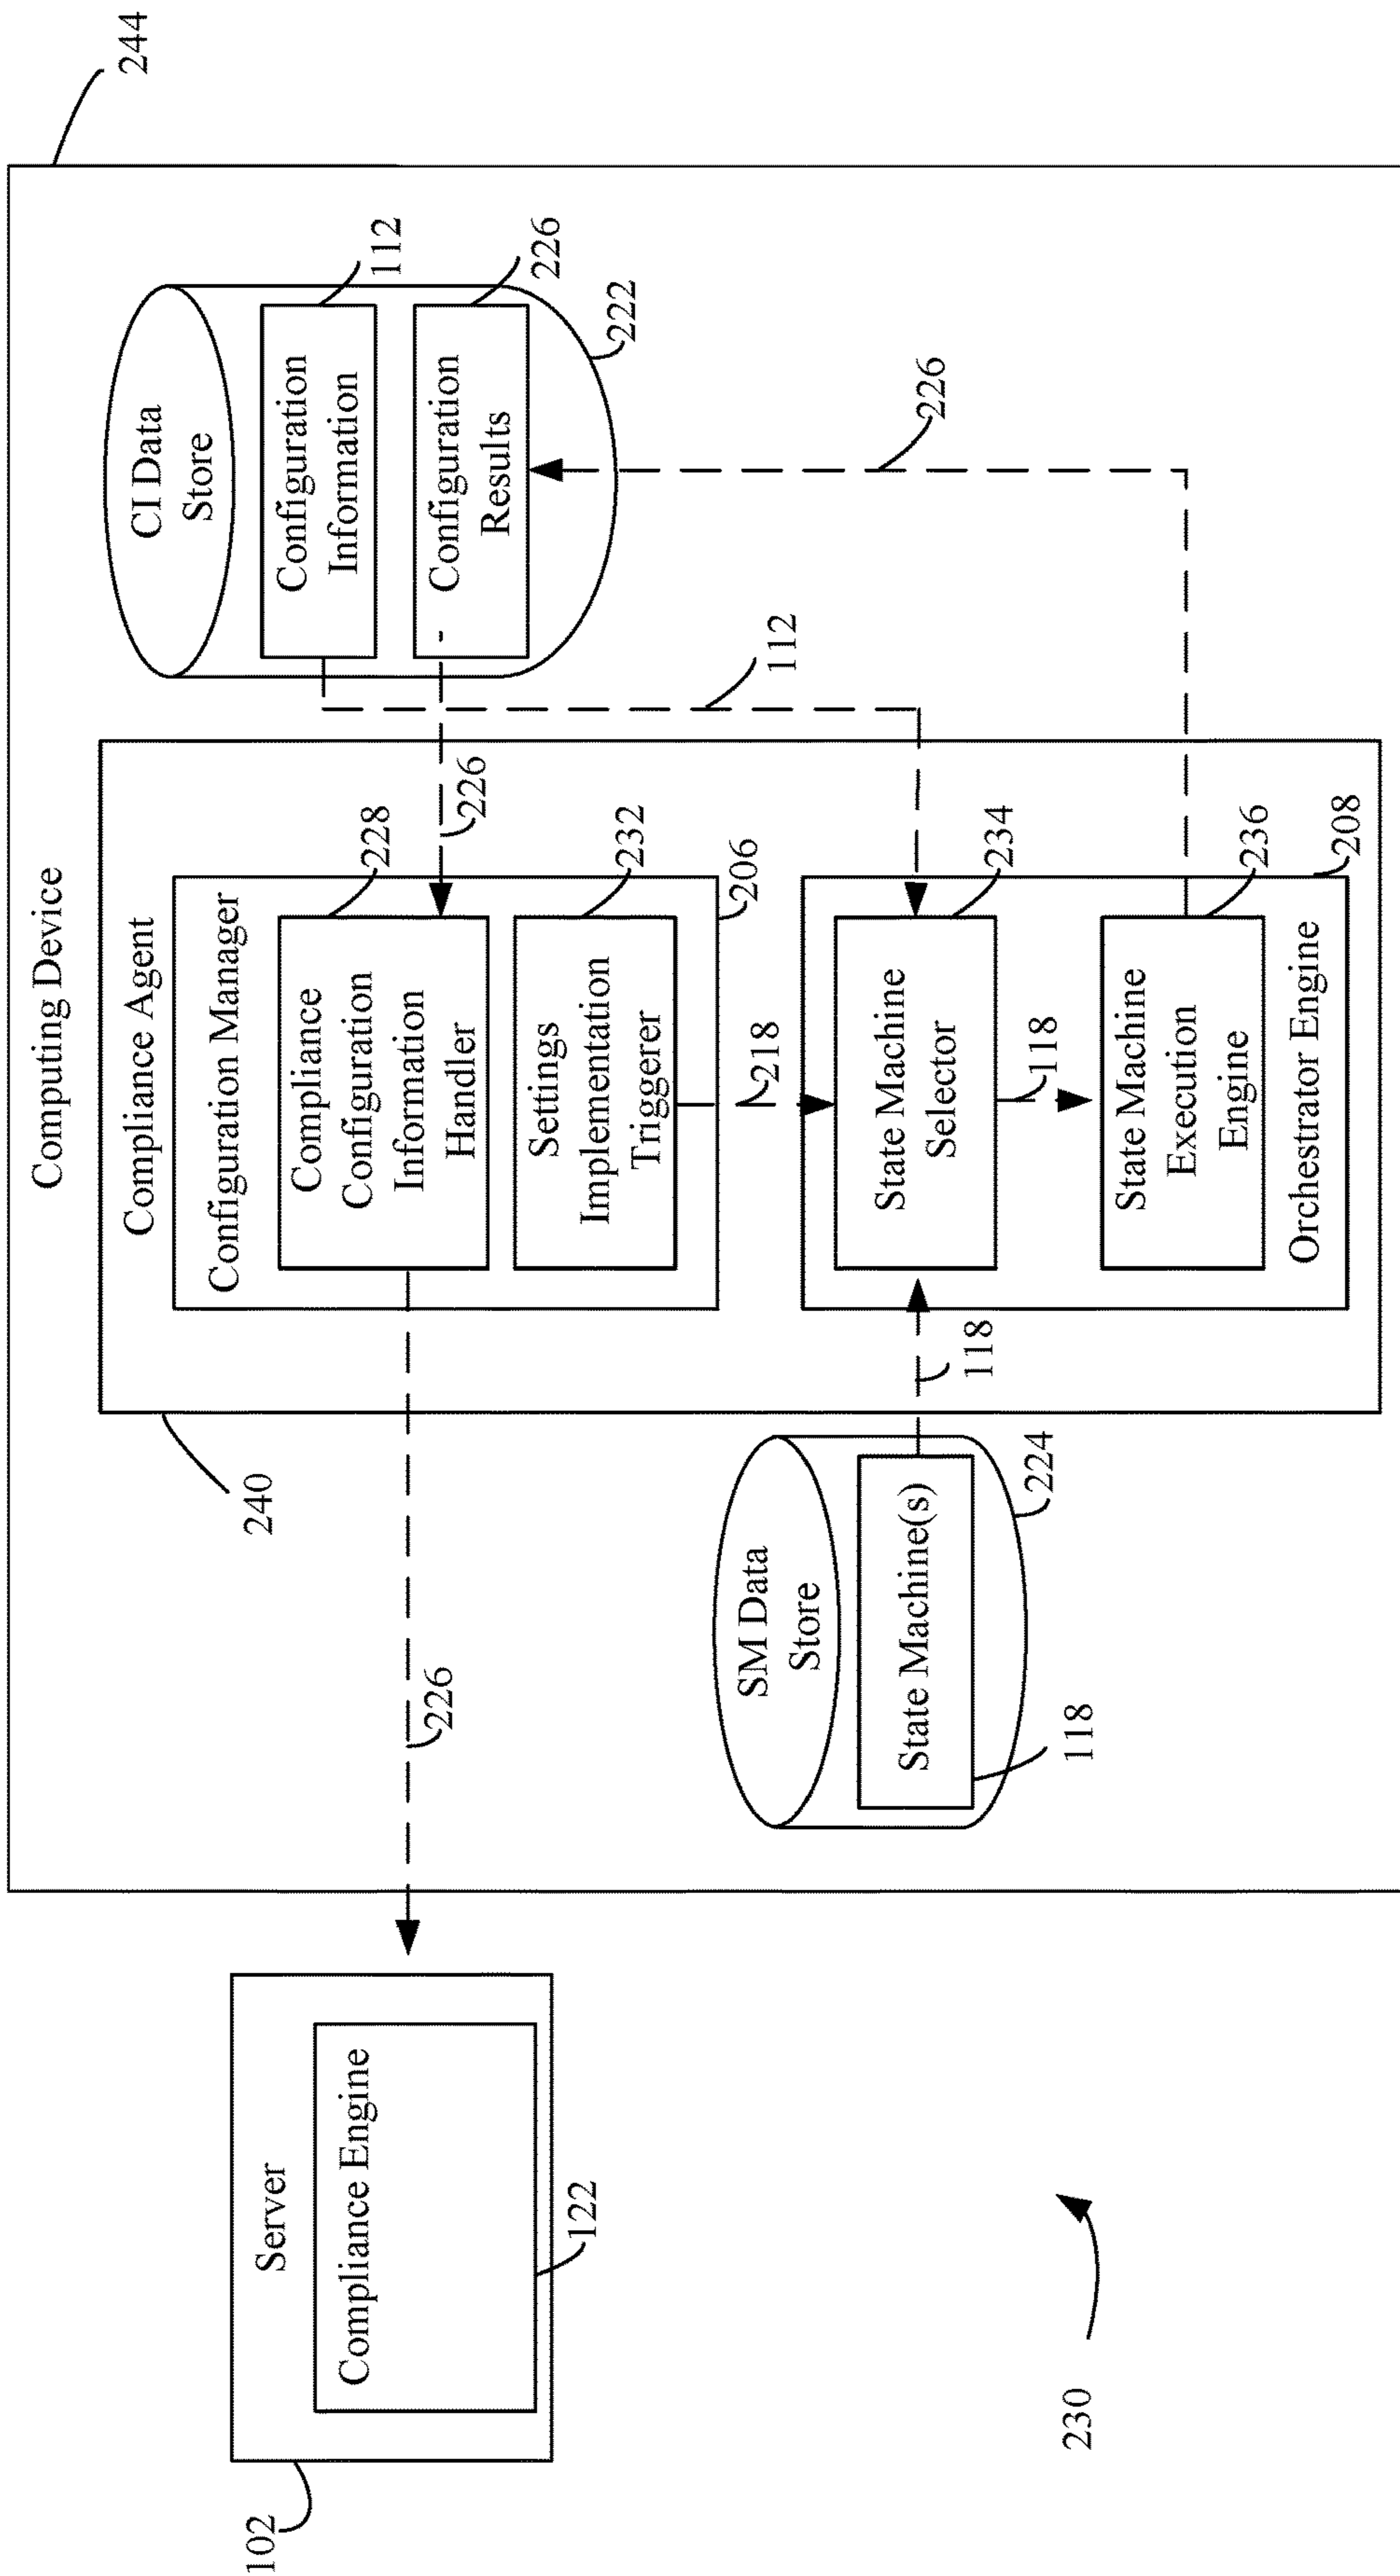 Computing Device
244
Server
Compliance Engine
102
122
230
Compliance Agent
240
Configuration Manager
Compliance
Configuration
Information
Handler
228
Settings
Implementation
Triggerer
232
206
226
226
218
State Machine
Selector
234
118
State Machine
Execution
Engine
236
Orchestrator Engine
208
SM Data
Store
State Machine(s)
118
224
118
CI Data
Store
Configuration
Information
112
Configuration
Results
226
222
112
226